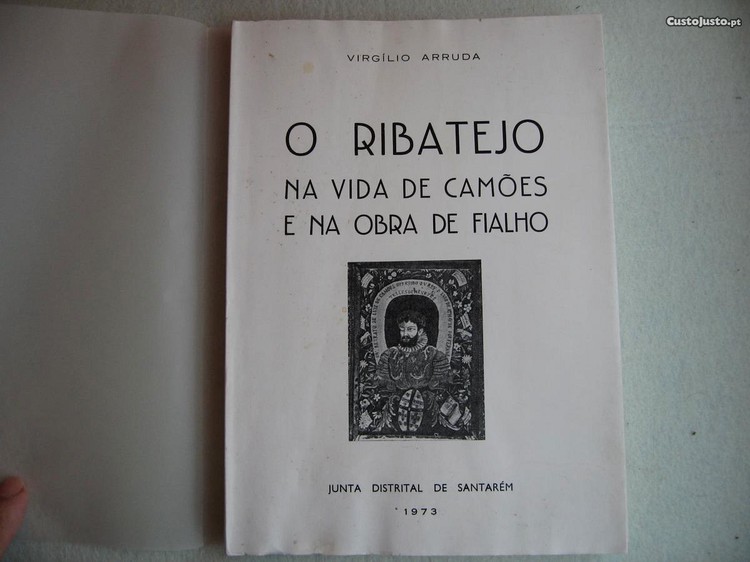 CustoJusto.pt
VIRGÍLIO ARRUDA
O RIBATEJO
NA VIDA DE CAMÕES
E NA OBRA DE FIALHO
JUNTA DISTRITAL DE SANTARÉM
1973